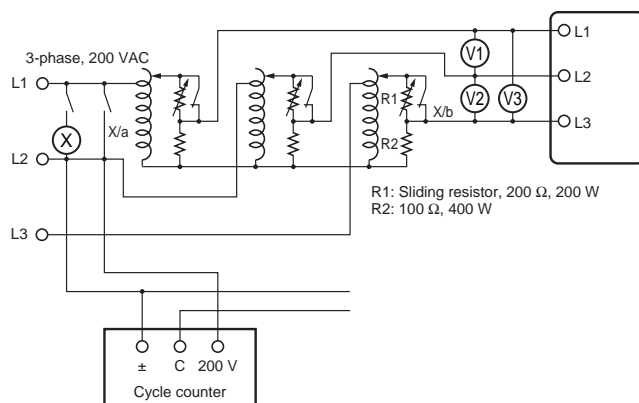 3-phase, 200 VAC
L1
L2
L3
X
X/a
R1
R2
X/b
V1
V2
V3
L1
L2
L3
R1: Sliding resistor, 200 Ω, 200 W
R2: 100 Ω, 400 W
± C 200 V
Cycle counter